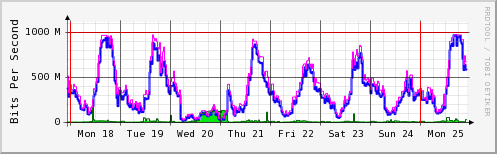 RRDTOOL / TOBI OETIKER
Bits Per Second
1000 M
500 M
0
Mon 18 Tue 19 Wed 20 Thu 21 Fri 22 Sat 23 Sun 24 Mon 25